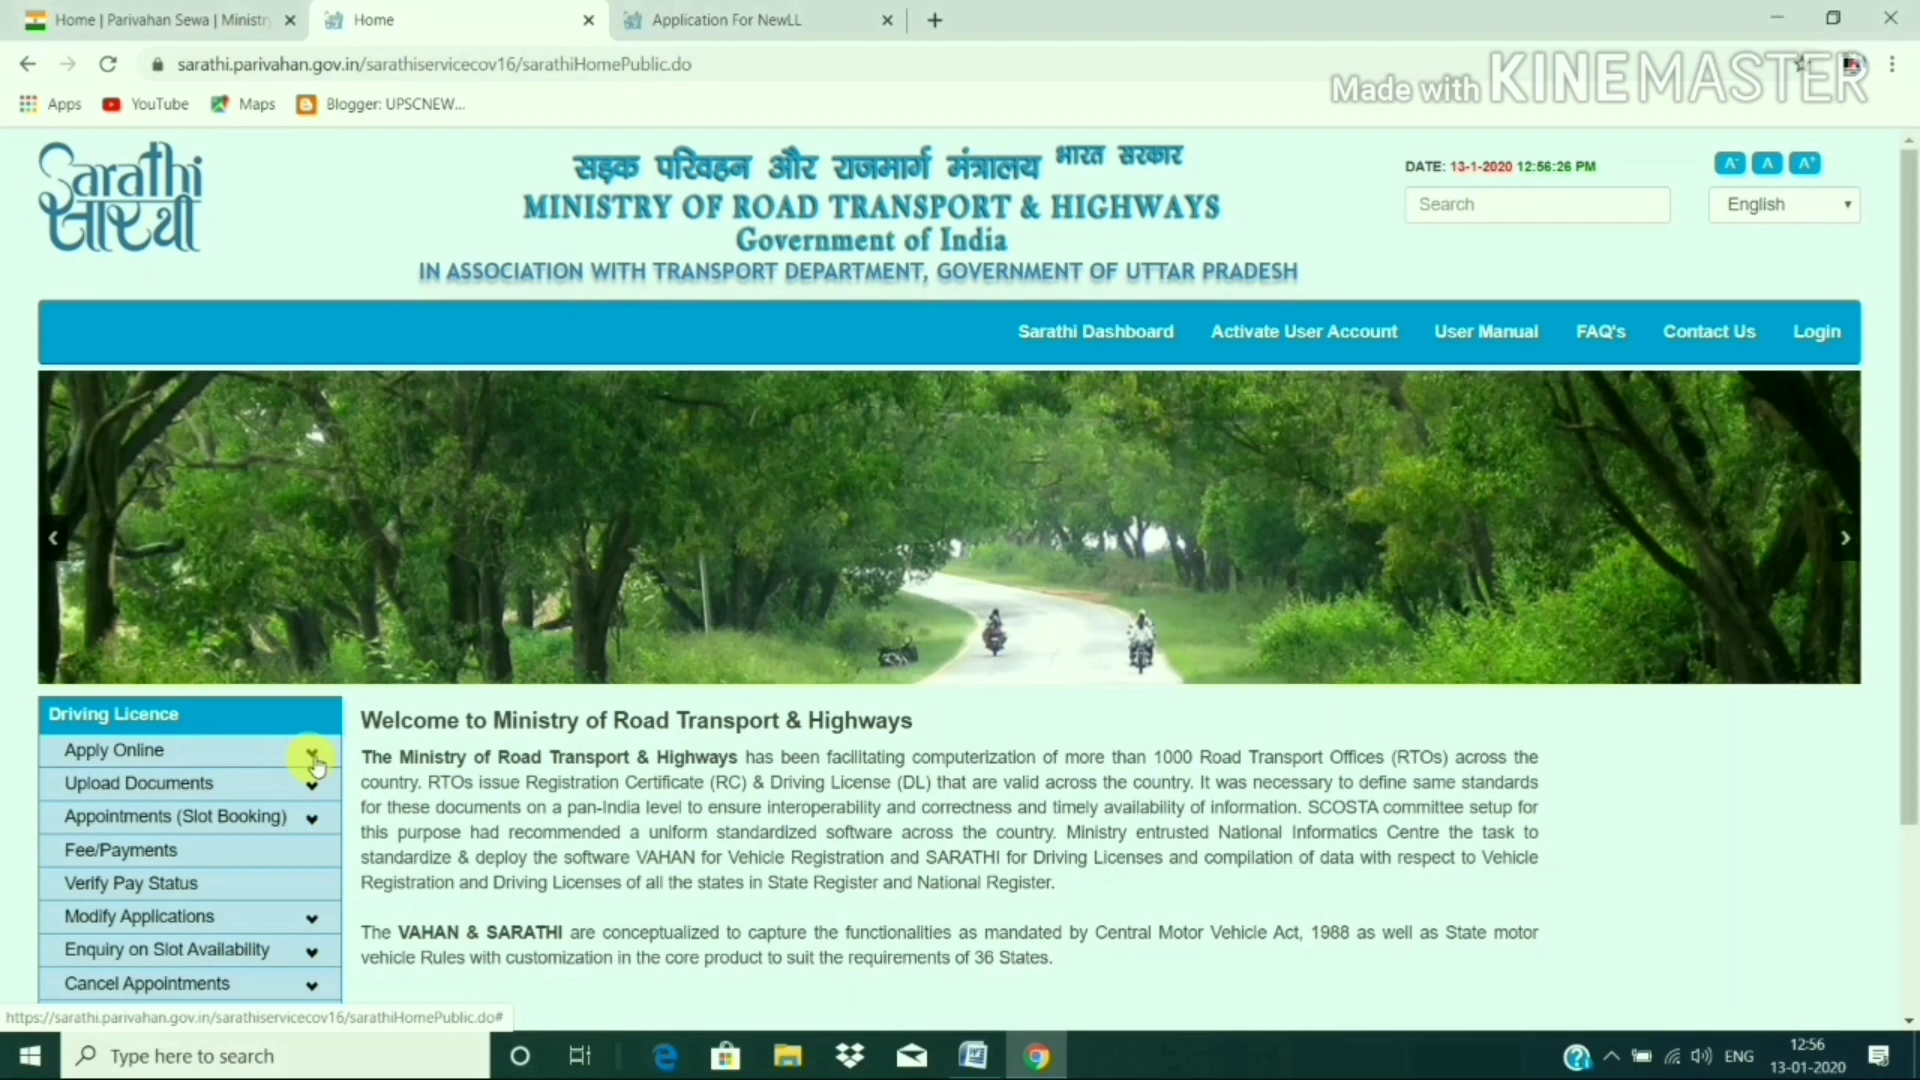 Home | Parivahan Sewa | Ministr
Home
Application For NewLL
sarathi.parivahan.gov.in/sarathiservicecov16/sarathiHomePublic.do
Made with KINEMASTER
Apps
YouTube
Maps
Blogger: UPSCNEW...
Sarathi
सारथी
सड़क परिवहन और राजमार्ग मंत्रालय भारत सरकार
MINISTRY OF ROAD TRANSPORT & HIGHWAYS
Government of India
IN ASSOCIATION WITH TRANSPORT DEPARTMENT, GOVERNMENT OF UTTAR PRADESH
DATE: 13-1-2020 12:56:26 PM
A- A A+
Search
English
Sarathi Dashboard Activate User Account User Manual FAQ's Contact Us Login
Driving Licence
Apply Online
Upload Documents
Appointments (Slot Booking)
Fee/Payments
Verify Pay Status
Modify Applications
Enquiry on Slot Availability
Cancel Appointments
Welcome to Ministry of Road Transport & Highways
The Ministry of Road Transport & Highways has been facilitating computerization of more than 1000 Road Transport Offices (RTOs) across the
country. RTOs issue Registration Certificate (RC) & Driving License (DL) that are valid across the country. It was necessary to define same standards
for these documents on a pan-India level to ensure interoperability and correctness and timely availability of information. SCOSTA committee setup for
this purpose had recommended a uniform standardized software across the country. Ministry entrusted National Informatics Centre the task to
standardize & deploy the software VAHAN for Vehicle Registration and SARATHI for Driving Licenses and compilation of data with respect to Vehicle
Registration and Driving Licenses of all the states in State Register and National Register.
The VAHAN & SARATHI are conceptualized to capture the functionalities as mandated by Central Motor Vehicle Act, 1988 as well as State motor
vehicle Rules with customization in the core product to suit the requirements of 36 States.
https://sarathi.parivahan.gov.in/sarathiservicecov16/sarathiHomePublic.do#
Type here to search
ENG
12:56
13-01-2020